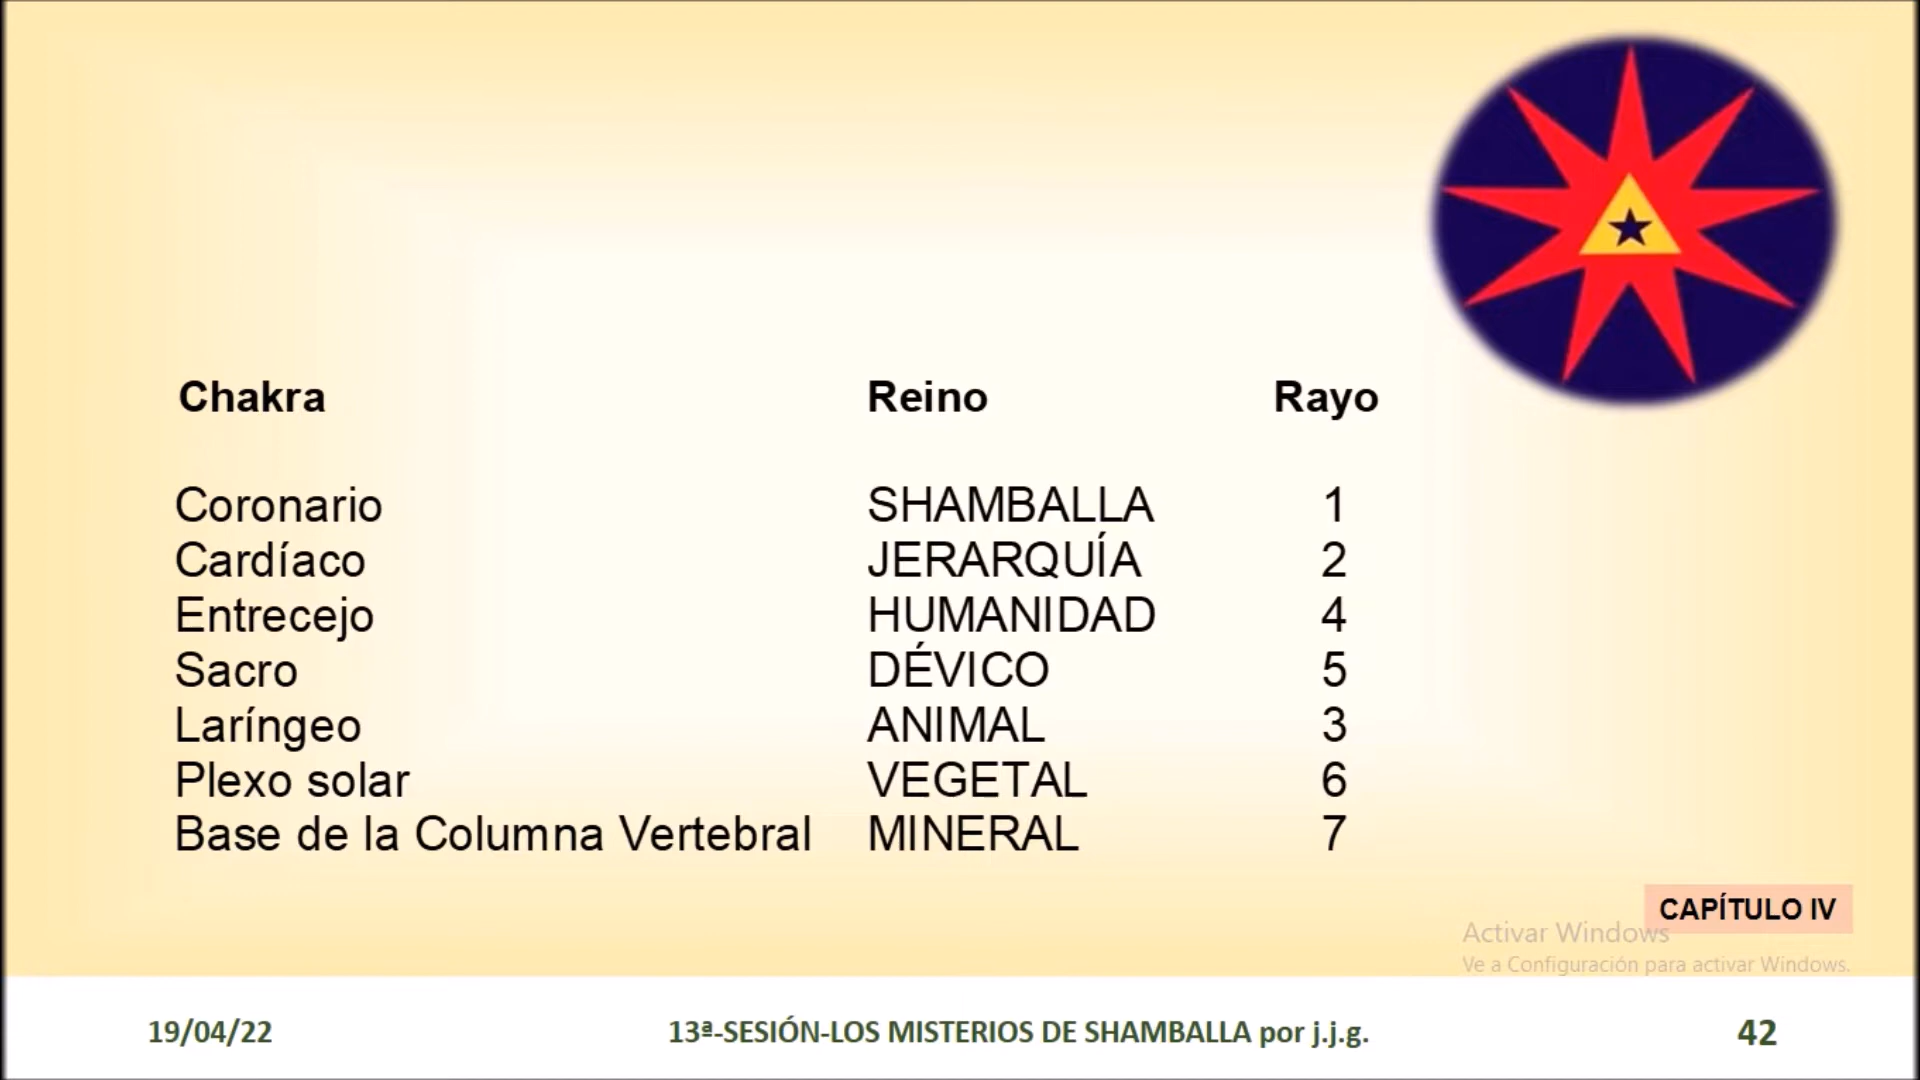 Chakra Reino Rayo
Coronario SHAMBALLA 1
Cardíaco JERARQUÍA 2
Entrecejo HUMANIDAD 4
Sacro DÉVICO 5
Laríngeo ANIMAL 3
Plexo solar VEGETAL 6
Base de la Columna Vertebral MINERAL 7
CAPÍTULO IV
Activar Windows
Ve a Configuración para activar Windows.
19/04/22 13ª-SESIÓN-LOS MISTERIOS DE SHAMBALLA por j.j.g. 42